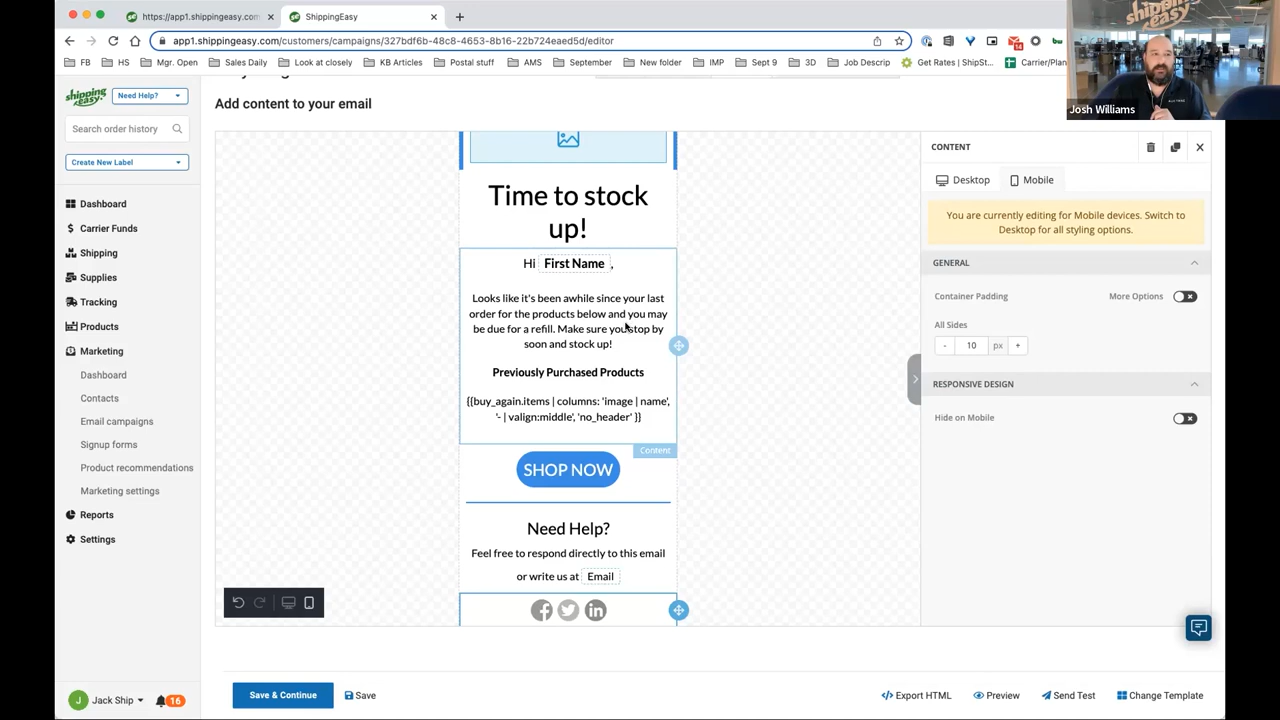 https://app1.shippingeasy.com
ShippingEasy
app1.shippingeasy.com/customers/campaigns/327bdf6b-48c8-4653-8b16-22b724eaed5d/editor
14
FB
HS
Mgr. Open
Sales Daily
Look at closely
KB Articles
Postal stuff
AMS
September
New folder
IMP
Sept 9
3D
Job Descrip
Get Rates | ShipSt...
Carrier/Plan
shipping easy
Josh Williams
shipping easy
Need Help?
Search order history
Create New Label
Dashboard
Carrier Funds
Shipping
Supplies
Tracking
Products
Marketing
Dashboard
Contacts
Email campaigns
Signup forms
Product recommendations
Marketing settings
Reports
Settings
Jack Ship
J
16
Add content to your email
Time to stock
up!
Hi First Name ,
Looks like it's been awhile since your last
order for the products below and you may
be due for a refill. Make sure you stop by
soon and stock up!
Previously Purchased Products
{{buy_again.items | columns: 'image | name',
'- | valign:middle', 'no_header' }}
Content
SHOP NOW
Need Help?
Feel free to respond directly to this email
or write us at Email
CONTENT
Desktop
Mobile
You are currently editing for Mobile devices. Switch to
Desktop for all styling options.
GENERAL
Container Padding
More Options
All Sides
- 10 px +
RESPONSIVE DESIGN
Hide on Mobile
Save & Continue
Save
Export HTML
Preview
Send Test
Change Template